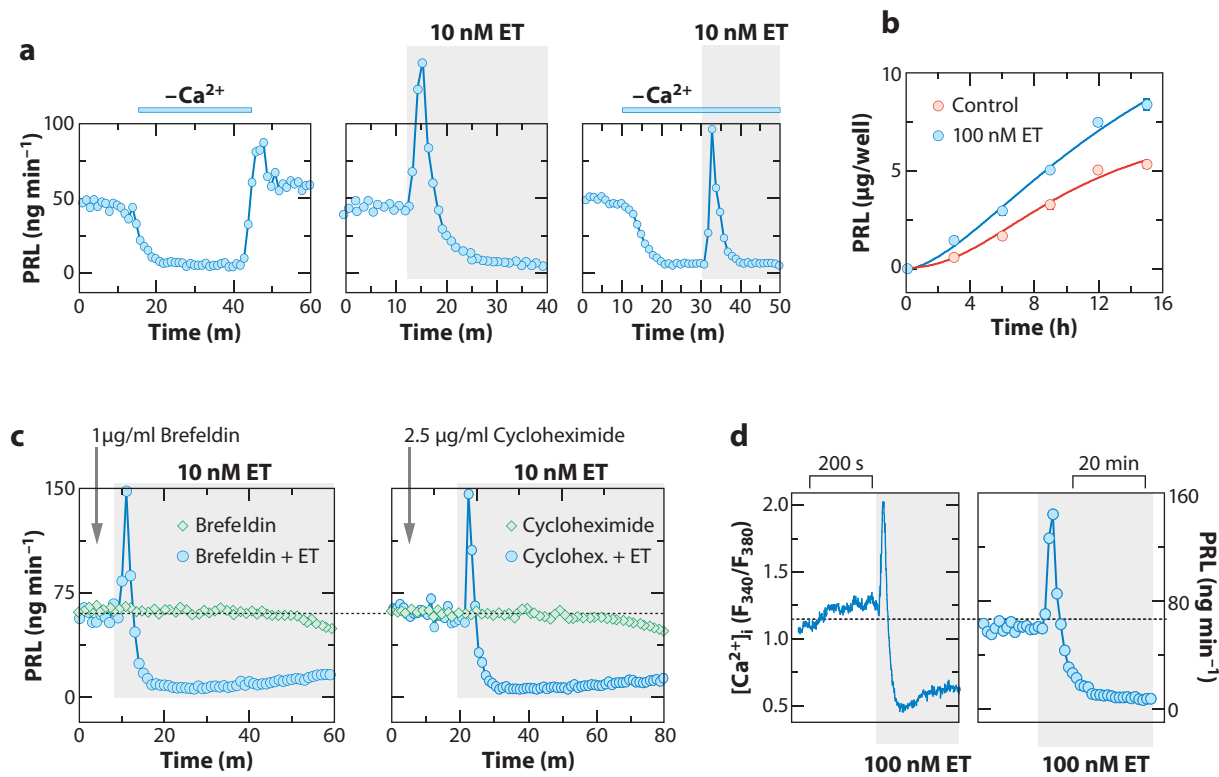 a
10 nM ET
10 nM ET
–Ca²⁺
–Ca²⁺
PRL (ng min⁻¹)
100
50
0
0 20 40 60
0 10 20 30 40
0 10 20 30 40 50
Time (m)
Time (m)
Time (m)
b
PRL (µg/well)
10
5
0
Control
100 nM ET
0 4 8 12 16
Time (h)
c
1µg/ml Brefeldin
2.5 µg/ml Cycloheximide
10 nM ET
10 nM ET
PRL (ng min⁻¹)
150
75
0
Brefeldin
Brefeldin + ET
Cycloheximide
Cyclohex. + ET
0 10 20 30 40 50 60
0 20 40 60 80
Time (m)
Time (m)
d
200 s
20 min
[Ca²⁺]ᵢ (F₃₄₀/F₃₈₀)
2.0
1.5
1.0
0.5
160
80
0
PRL (ng min⁻¹)
100 nM ET
100 nM ET